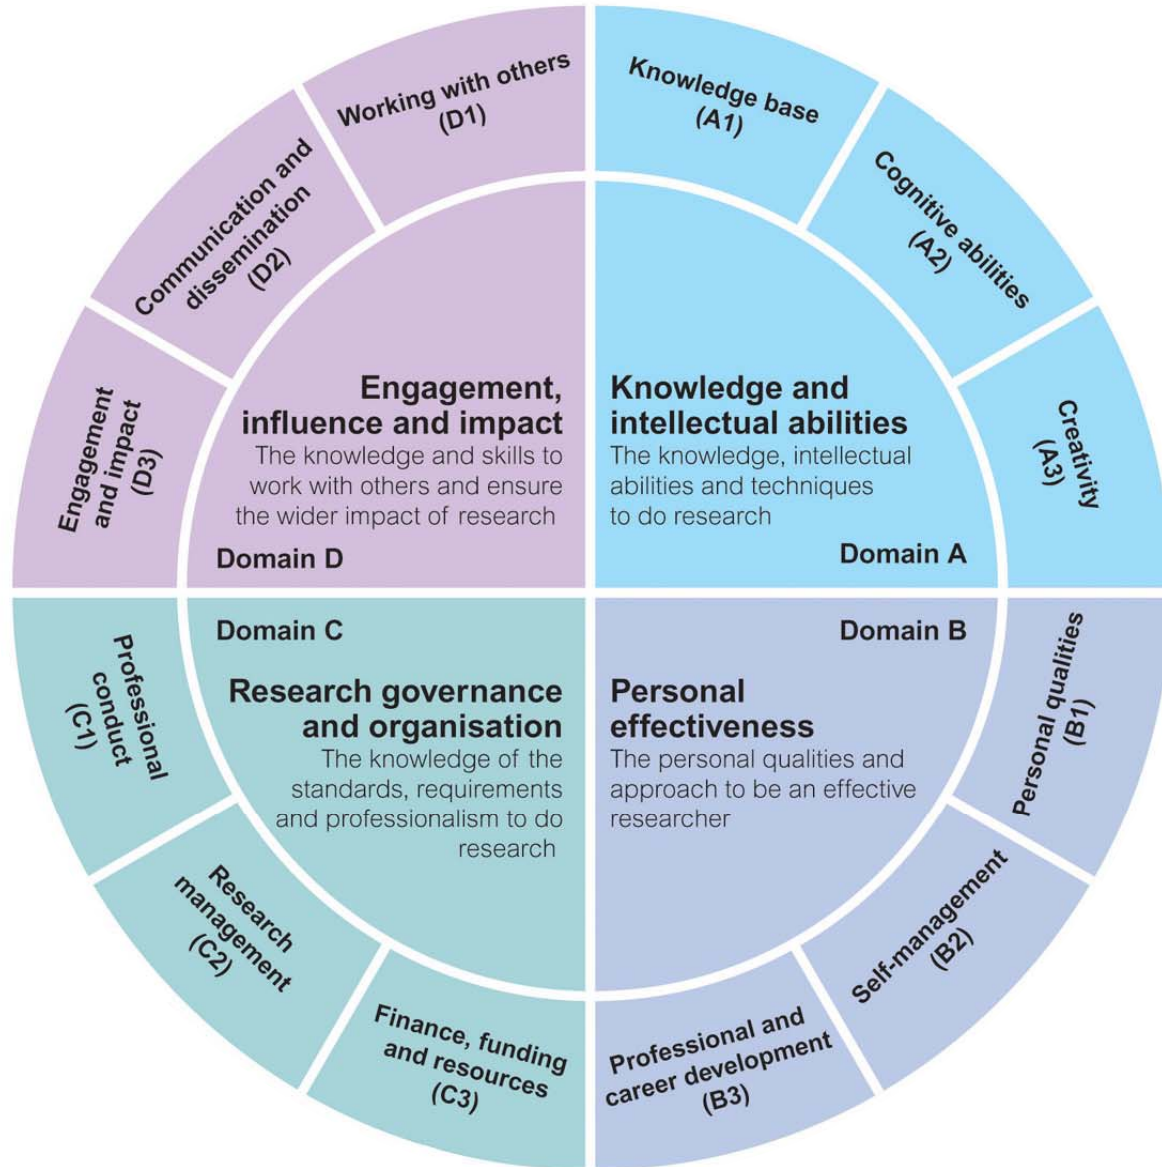 Working with others
(D1)
Knowledge base
(A1)
Communication and
dissemination
(D2)
Cognitive abilities
(A2)
Engagement
and impact
(D3)
Creativity
(A3)
Engagement,
influence and impact
The knowledge and skills to
work with others and ensure
the wider impact of research
Domain D
Knowledge and
intellectual abilities
The knowledge, intellectual
abilities and techniques
to do research
Domain A
Domain C
Research governance
and organisation
The knowledge of the
standards, requirements
and professionalism to do
research
Domain B
Personal
effectiveness
The personal qualities and
approach to be an effective
researcher
Professional
conduct
(C1)
Personal qualities
(B1)
Research
management
(C2)
Self-management
(B2)
Finance, funding
and resources
(C3)
Professional and
career development
(B3)